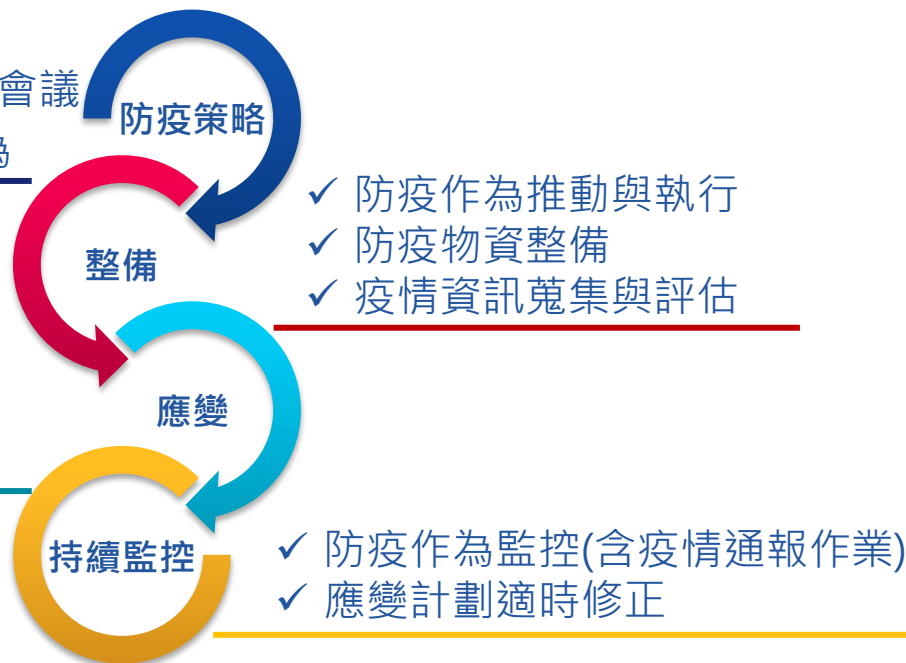 會議
防疫策略
✓ 防疫作為推動與執行
✓ 防疫物資整備
✓ 疫情資訊蒐集與評估
整備
應變
持續監控
✓ 防疫作為監控(含疫情通報作業)
✓ 應變計劃適時修正